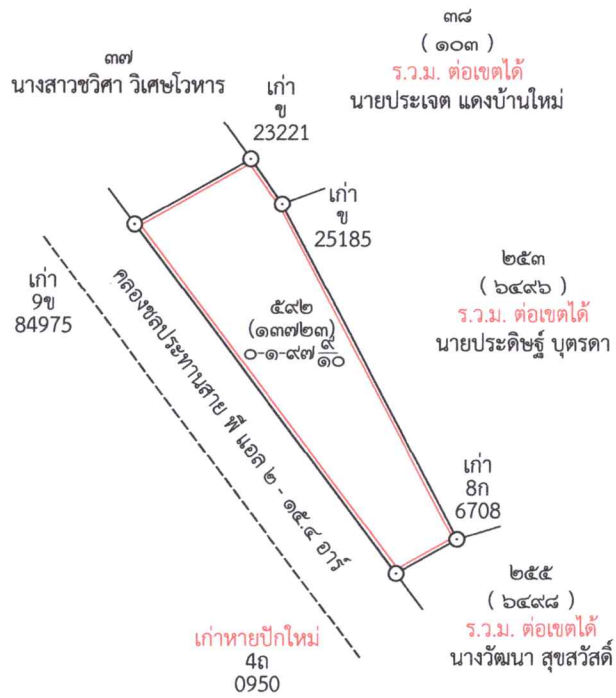 ๓๘
( ๑๐๓ )
ร.ว.ม. ต่อเขตได้
นายประเจต แดงบ้านใหม่
๓๗
นางสาวชวิศา วิเศษโวหาร
เก่า
ข
23221
เก่า
ข
25185
๒๕๓
( ๖๔๙๖ )
ร.ว.ม. ต่อเขตได้
นายประดิษฐ์ บุตรดา
เก่า
9ข
84975
๕๙๒
(๑๓๗๒๓)
๐-๑-๙๗ ๙/๑๐
คลองชลประทานสาย พี แอล ๒ - ๑๕.๔ อาร์
เก่า
8ก
6708
๒๕๕
( ๖๔๙๘ )
ร.ว.ม. ต่อเขตได้
นางวัฒนา สุขสวัสดิ์
เก่าหายปักใหม่
4ถ
0950